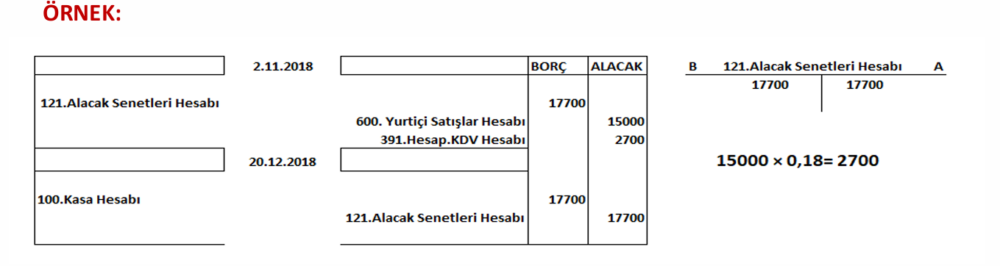 ÖRNEK:
2.11.2018 BORÇ ALACAK
121.Alacak Senetleri Hesabı 17700
600. Yurtiçi Satışlar Hesabı 15000
391.Hesap.KDV Hesabı 2700
20.12.2018
100.Kasa Hesabı 17700
121.Alacak Senetleri Hesabı 17700
B 121.Alacak Senetleri Hesabı A
17700 17700
15000 × 0,18= 2700